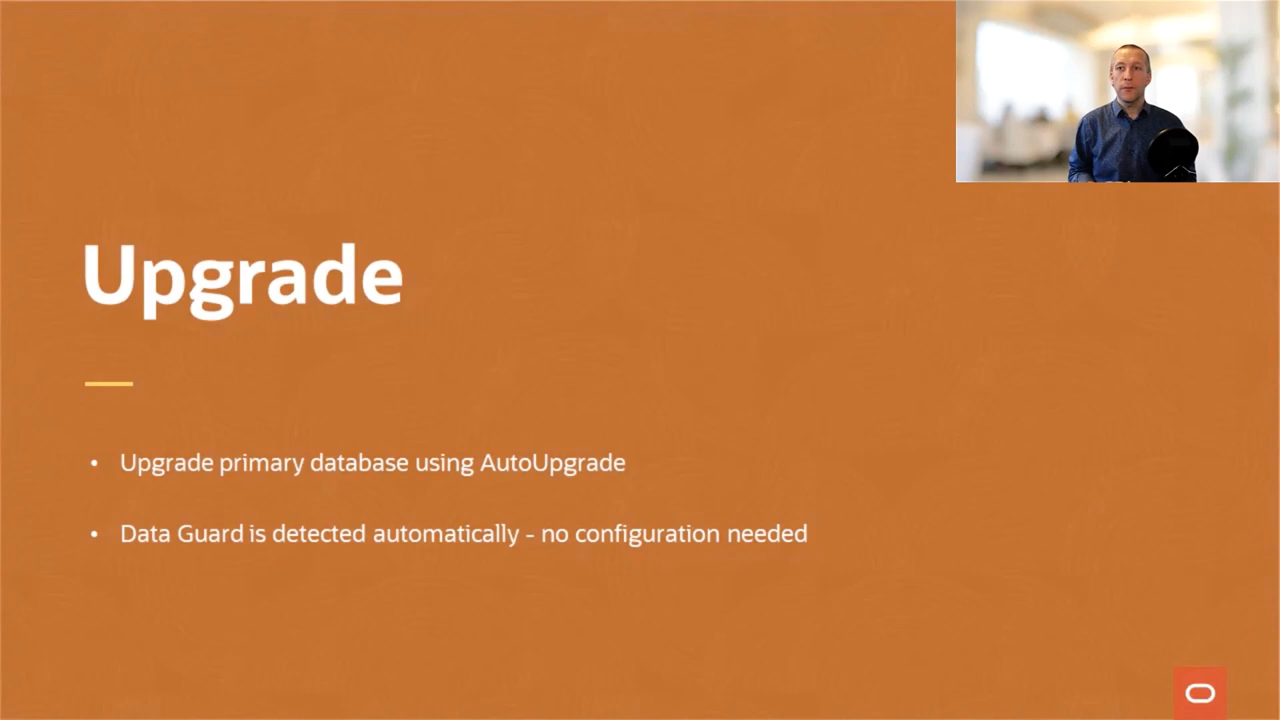 Upgrade
• Upgrade primary database using AutoUpgrade
• Data Guard is detected automatically - no configuration needed